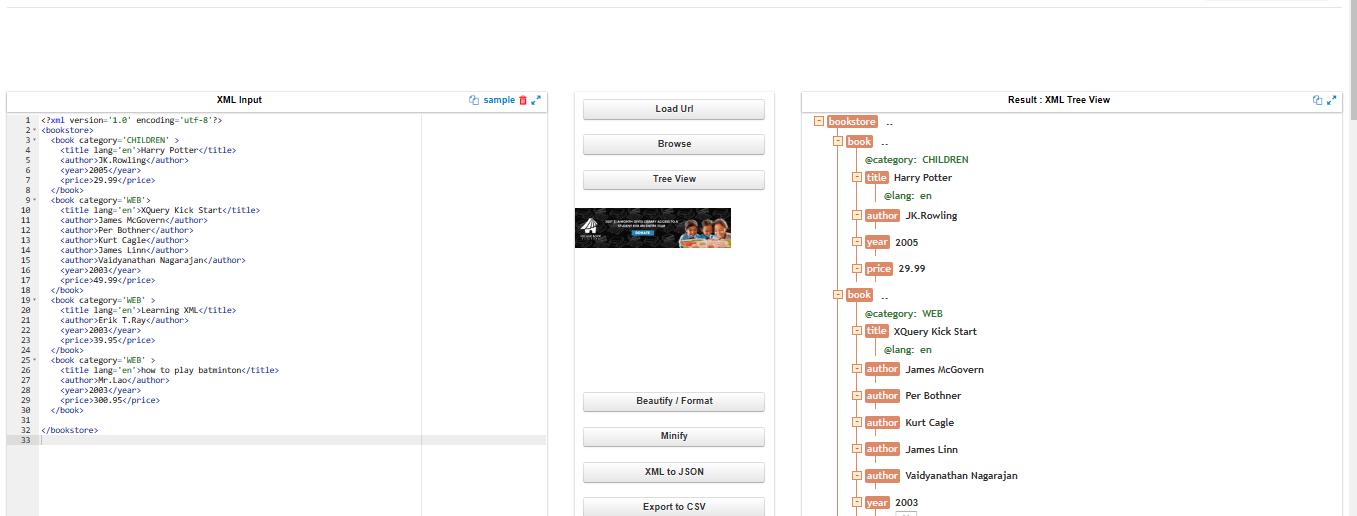 XML Input
sample
1 <?xml version='1.0' encoding='utf-8'?>
2 <bookstore>
3 <book category='CHILDREN' >
4 <title lang='en'>Harry Potter</title>
5 <author>JK.Rowling</author>
6 <year>2005</year>
7 <price>29.99</price>
8 </book>
9 <book category='WEB'>
10 <title lang='en'>XQuery Kick Start</title>
11 <author>James McGovern</author>
12 <author>Per Bothner</author>
13 <author>Kurt Cagle</author>
14 <author>James Linn</author>
15 <author>Vaidyanathan Nagarajan</author>
16 <year>2003</year>
17 <price>49.99</price>
18 </book>
19 <book category='WEB' >
20 <title lang='en'>Learning XML</title>
21 <author>Erik T.Ray</author>
22 <year>2003</year>
23 <price>39.95</price>
24 </book>
25 <book category='WEB' >
26 <title lang='en'>how to play batminton</title>
27 <author>Mr.Lao</author>
28 <year>2003</year>
29 <price>300.95</price>
30 </book>
31
32 </bookstore>
33
Load Url
Browse
Tree View
DONATE
Beautify / Format
Minify
XML to JSON
Export to CSV
Result : XML Tree View
bookstore ..
book ..
@category: CHILDREN
title Harry Potter
@lang: en
author JK.Rowling
year 2005
price 29.99
book ..
@category: WEB
title XQuery Kick Start
@lang: en
author James McGovern
author Per Bothner
author Kurt Cagle
author James Linn
author Vaidyanathan Nagarajan
year 2003